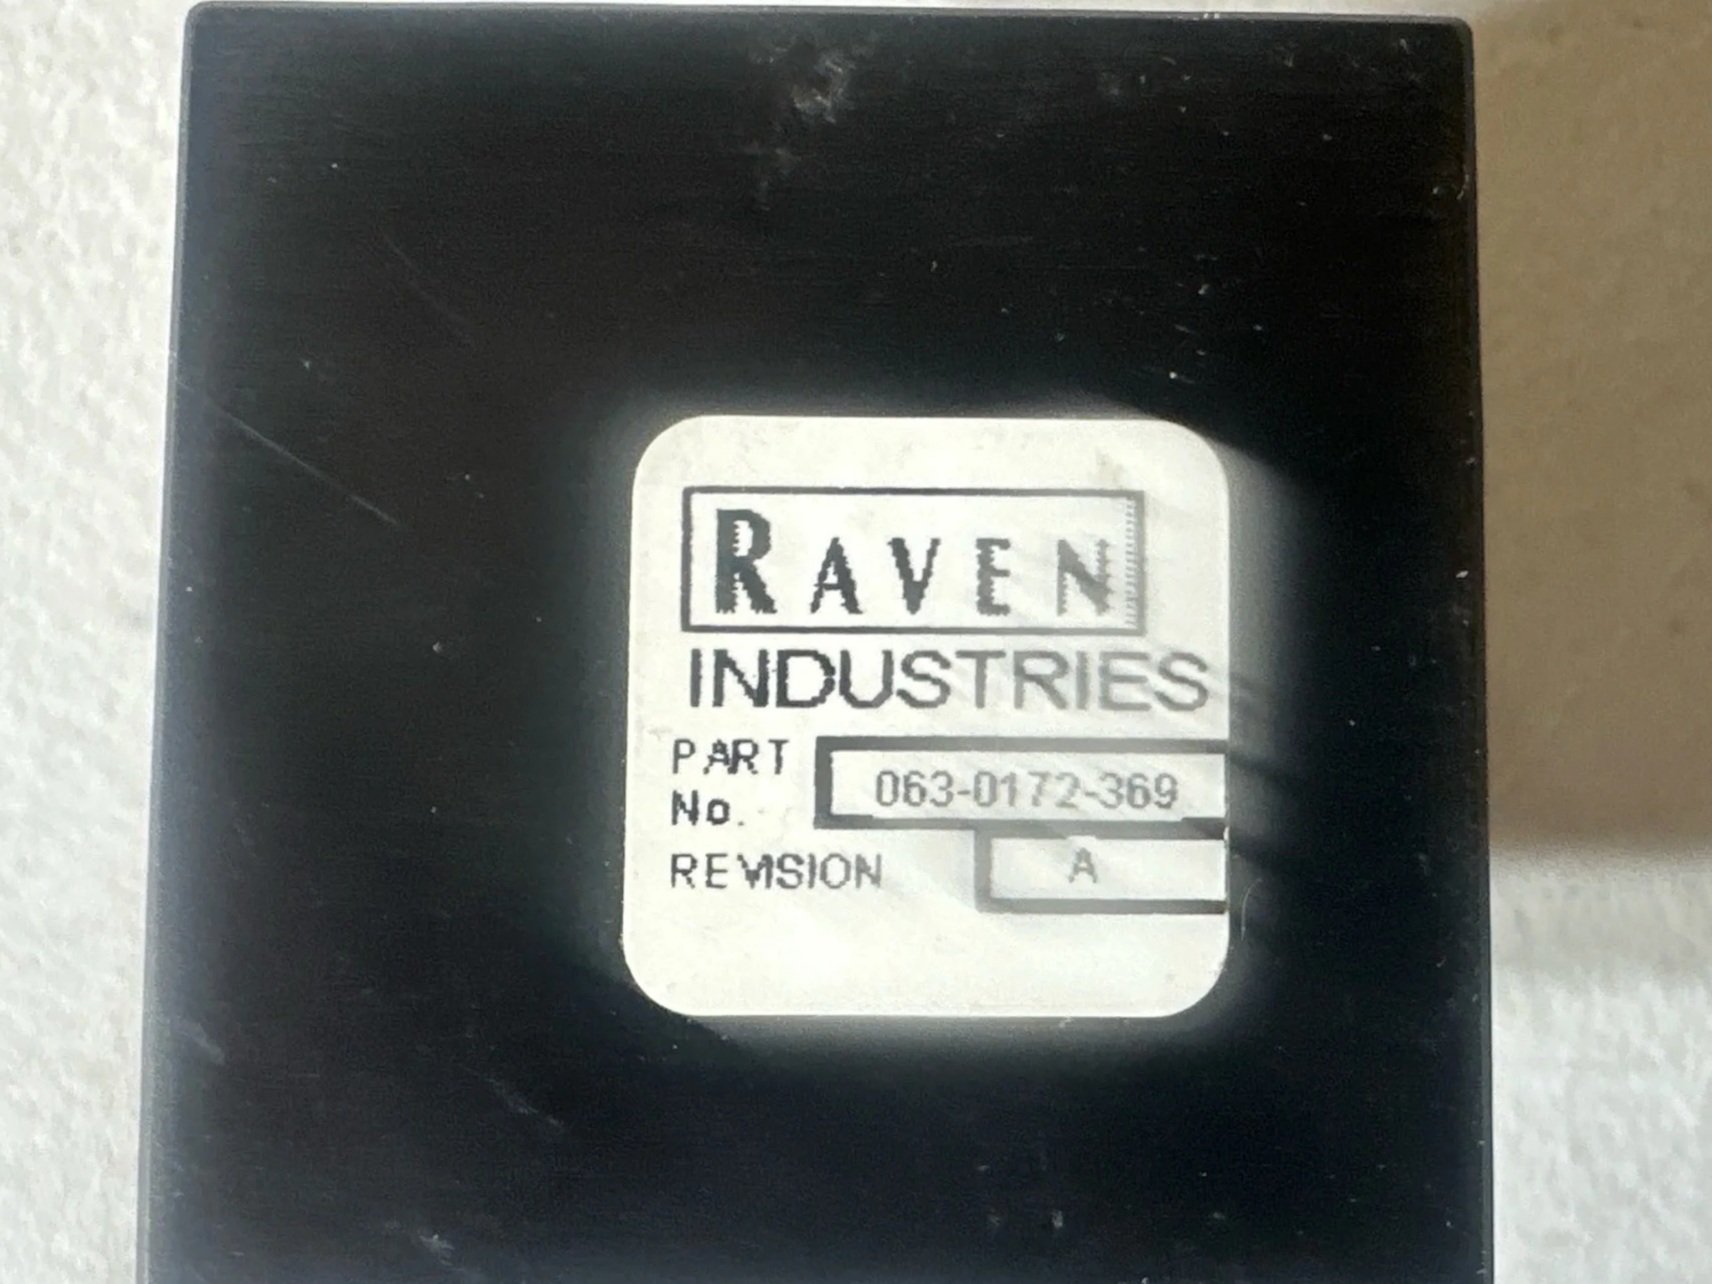 RAVEN
INDUSTRIES
PART No. 063-0172-369
REVISION A